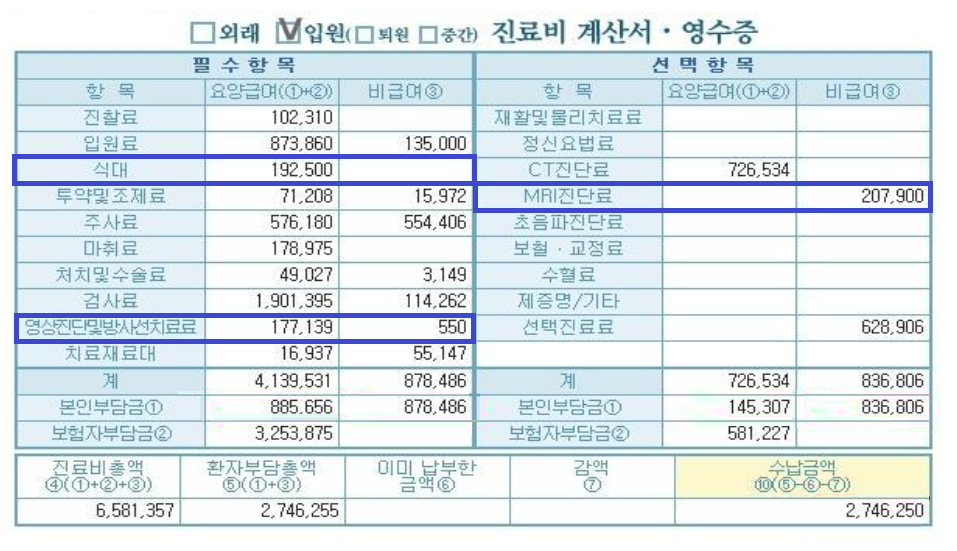 외래 입원( 퇴원 중간) 진료비 계산서 · 영수증
필수항목 선택항목
항 목 요양급여(①+②) 비급여③ 항 목 요양급여(①+②) 비급여③
진찰료 102,310 재활및물리치료료
입원료 873,860 135,000 정신요법료
식대 192,500 CT진단료 726,534
투약및조제료 71,208 15,972 MRI진단료 207,900
주사료 576,180 554,406 초음파진단료
마취료 178,975 보철 · 교정료
처치및수술료 49,027 3,149 수혈료
검사료 1,901,395 114,262 제증명/기타
영상진단및방사선치료료 177,139 550 선택진료료 628,906
치료재료대 16,937 55,147
계 4,139,531 878,486 계 726,534 836,806
본인부담금① 885.656 878,486 본인부담금① 145,307 836,806
보험자부담금② 3,253,875 보험자부담금② 581,227
진료비총액 환자부담총액 이미 납부한 감액 수납금액
④(①+②+③) ⑤(①+③) 금액⑥ ⑦ ⑩(⑤-⑥-⑦)
6,581,357 2,746,255 2,746,250